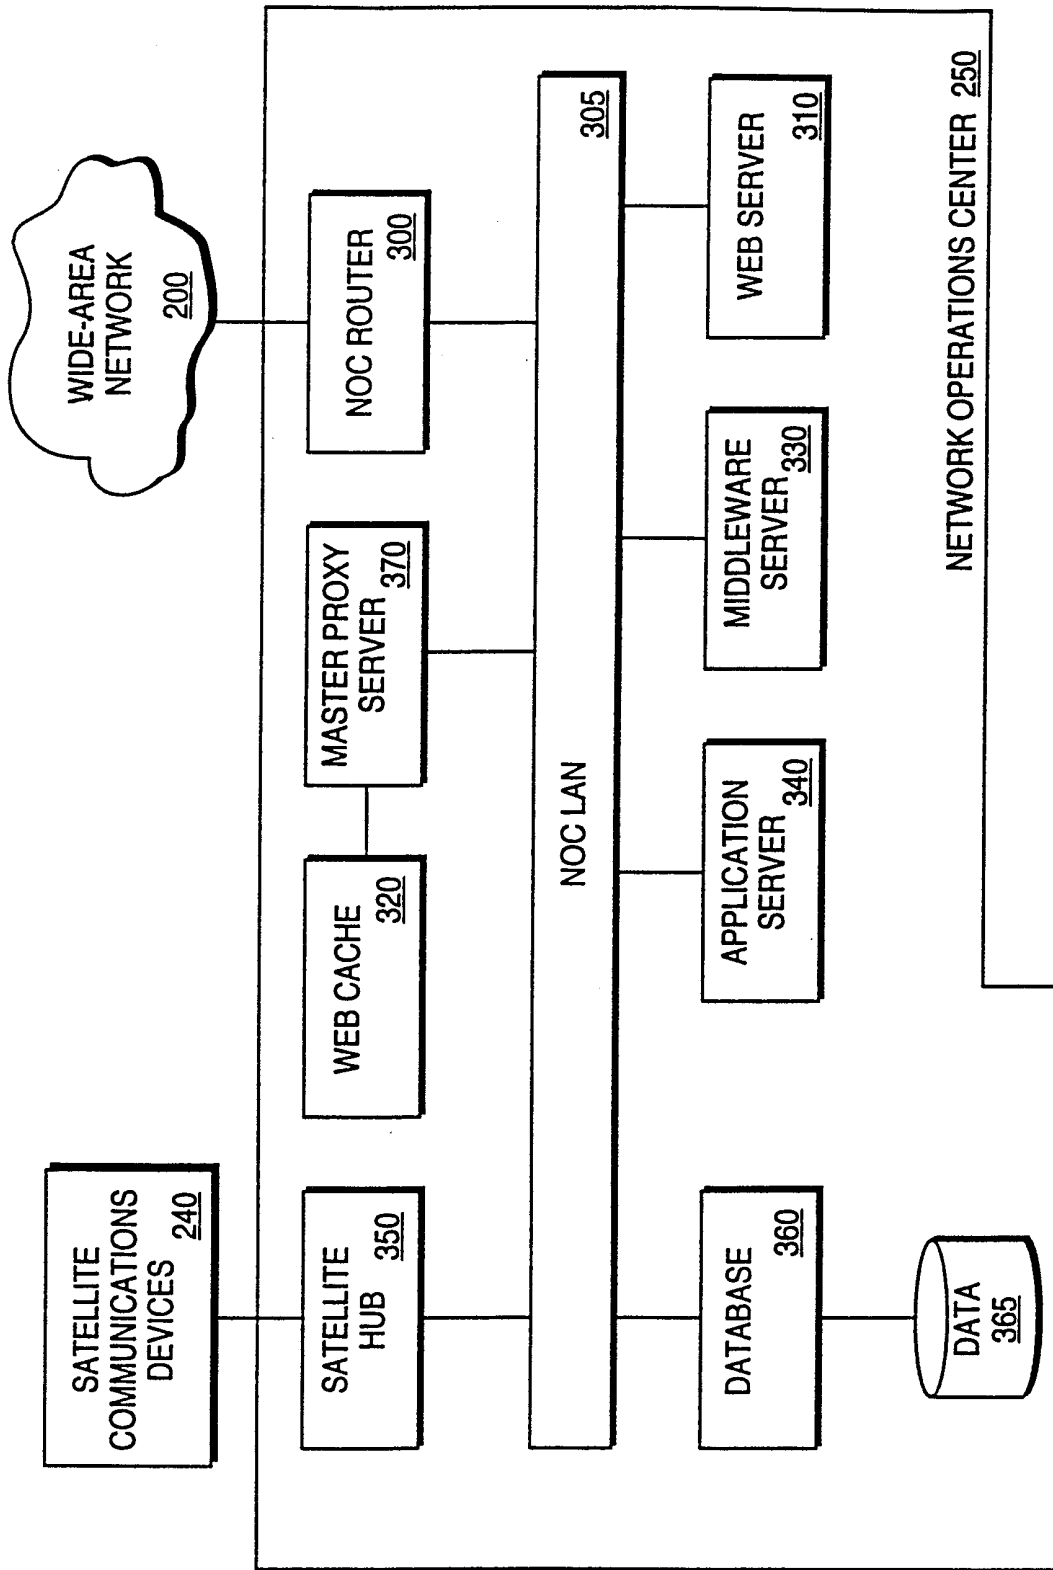 SATELLITE
COMMUNICATIONS
DEVICES
240
WIDE-AREA
NETWORK
200
SATELLITE
HUB
350
WEB CACHE
320
MASTER PROXY
SERVER
370
NOC ROUTER
300
NOC LAN
305
DATABASE
360
APPLICATION
SERVER
340
MIDDLEWARE
SERVER
330
WEB SERVER
310
DATA
365
NETWORK OPERATIONS CENTER 250